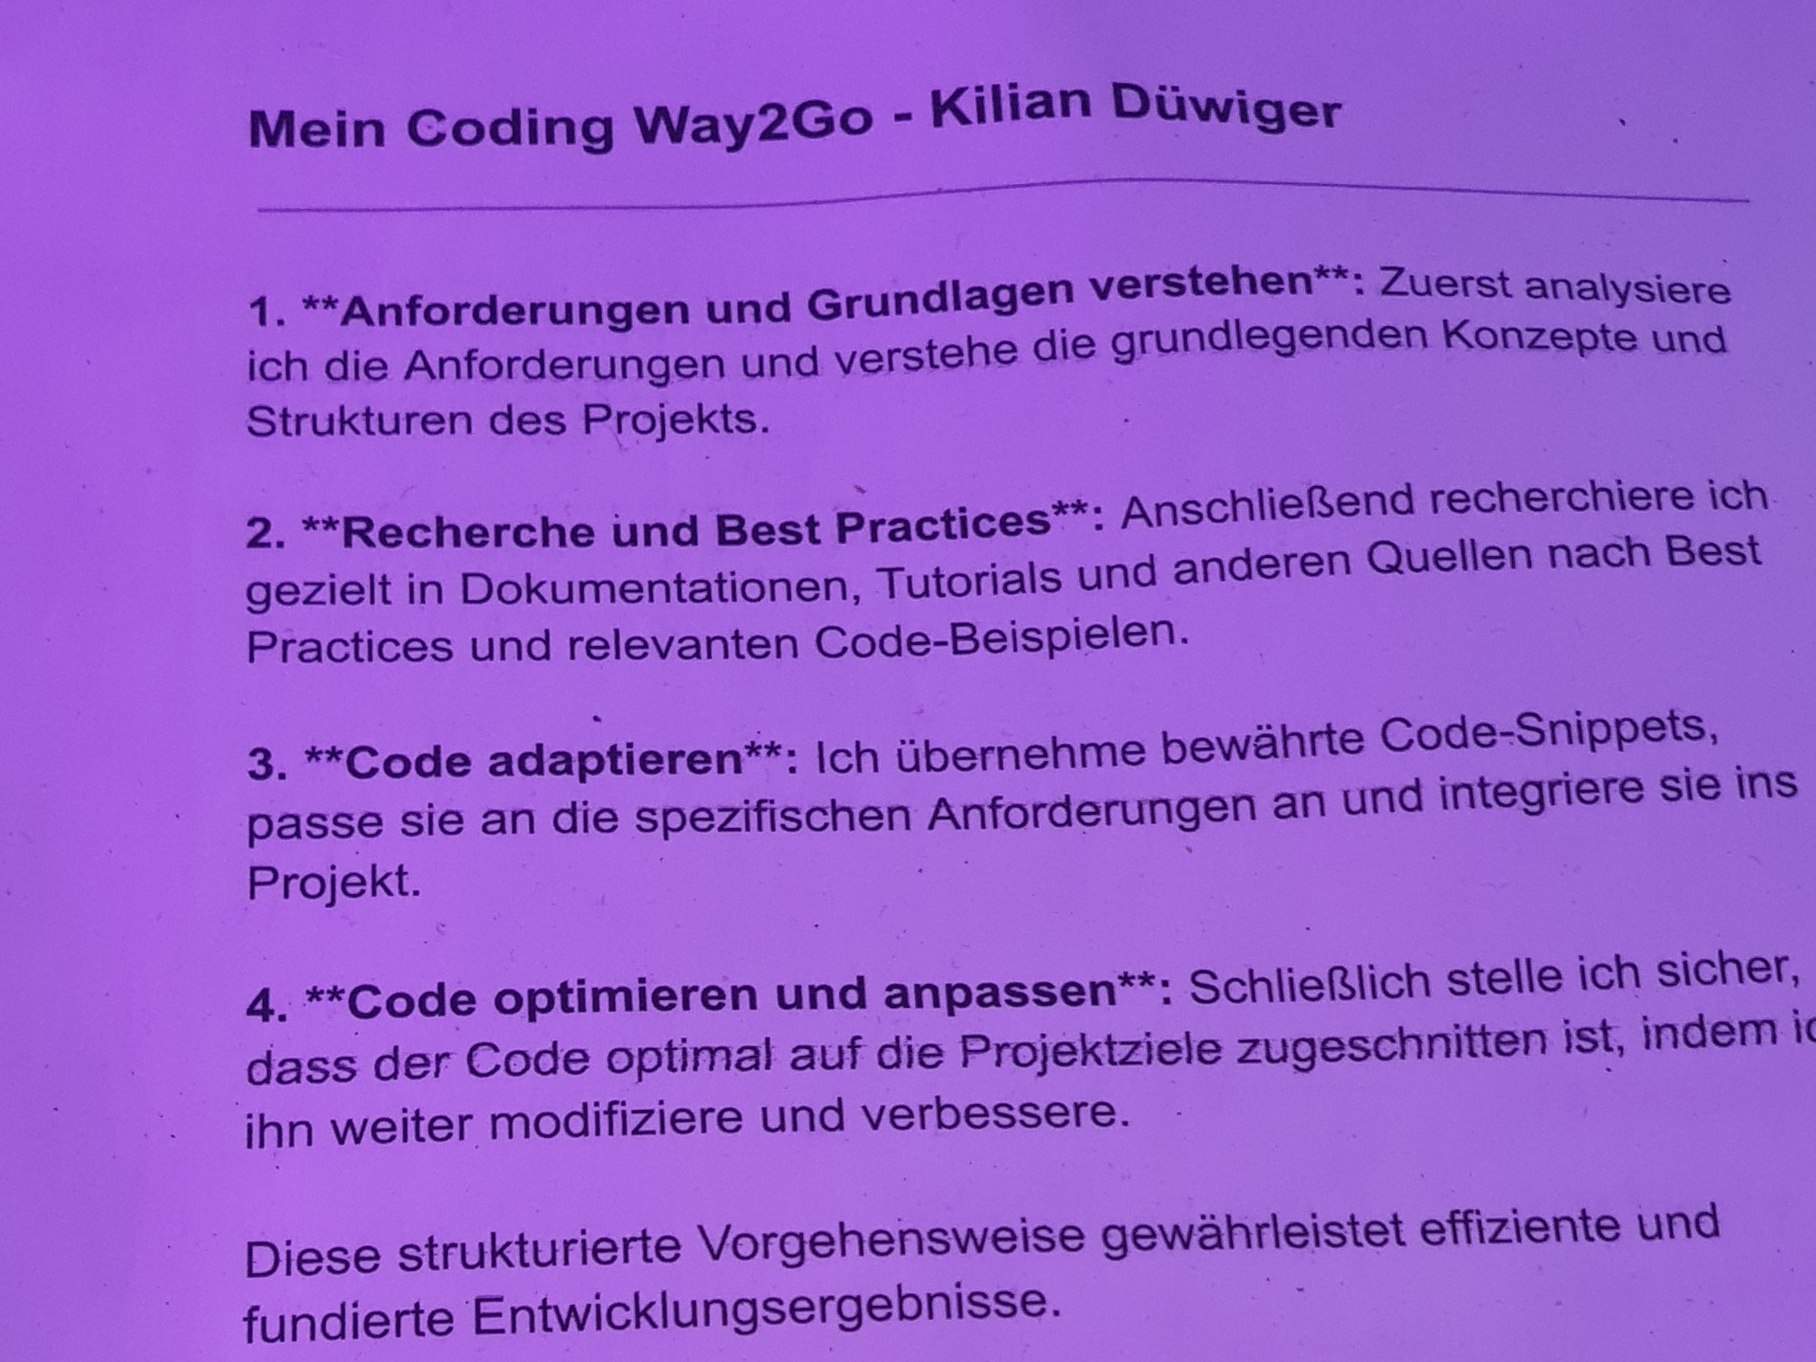 Mein Coding Way2Go - Kilian Düwiger
1. **Anforderungen und Grundlagen verstehen**: Zuerst analysiere
ich die Anforderungen und verstehe die grundlegenden Konzepte und
Strukturen des Projekts.
2. **Recherche und Best Practices**: Anschließend recherchiere ich
gezielt in Dokumentationen, Tutorials und anderen Quellen nach Best
Practices und relevanten Code-Beispielen.
3. **Code adaptieren**: Ich übernehme bewährte Code-Snippets,
passe sie an die spezifischen Anforderungen an und integriere sie ins
Projekt.
4. **Code optimieren und anpassen**: Schließlich stelle ich sicher,
dass der Code optimal auf die Projektziele zugeschnitten ist, indem
ihn weiter modifiziere und verbessere.
Diese strukturierte Vorgehensweise gewährleistet effiziente und
fundierte Entwicklungsergebnisse.